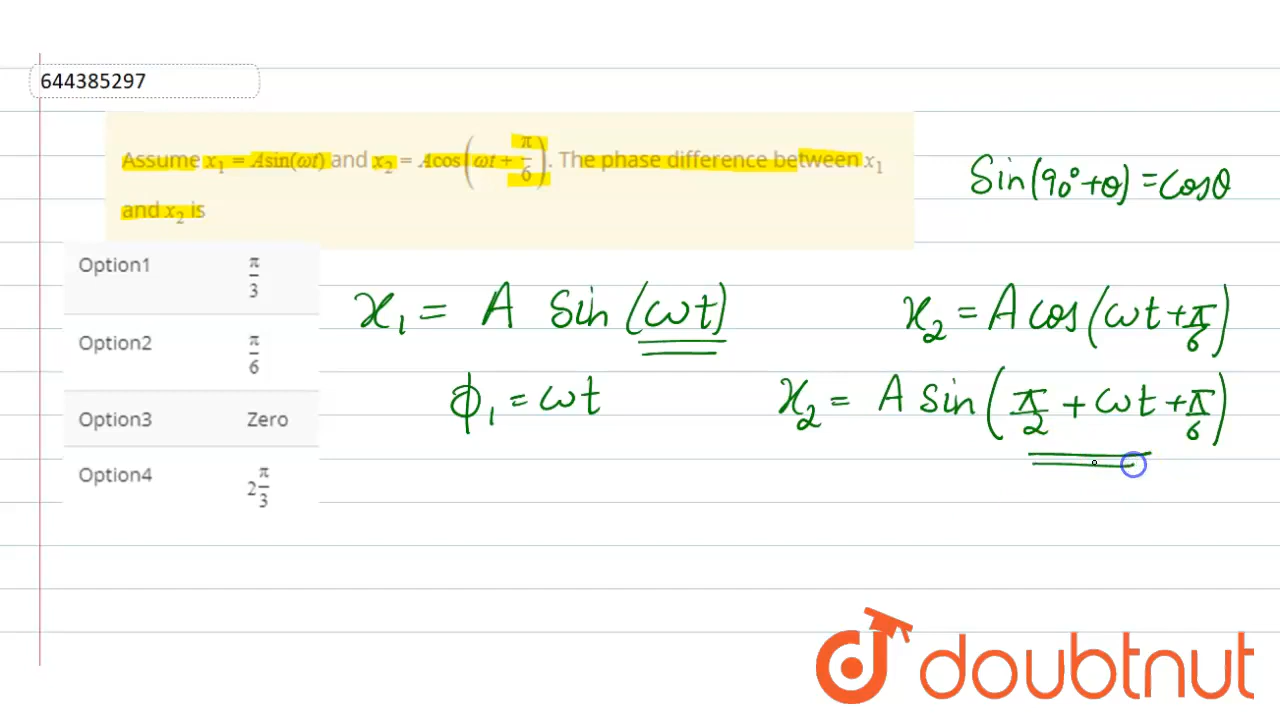 644385297
Assume x₁ = Asin(ωt) and x₂ = Acos(ωt + π/6). The phase difference between x₁
and x₂ is
Sin(90°+θ) = Cosθ
Option1 π/3
Option2 π/6
Option3 Zero
Option4 2π/3
x₁ = A Sin (ωt)
x₂ = A cos (ωt + π/6)
ϕ₁ = ωt
x₂ = A Sin (π/2 + ωt + π/6)
doubtnut